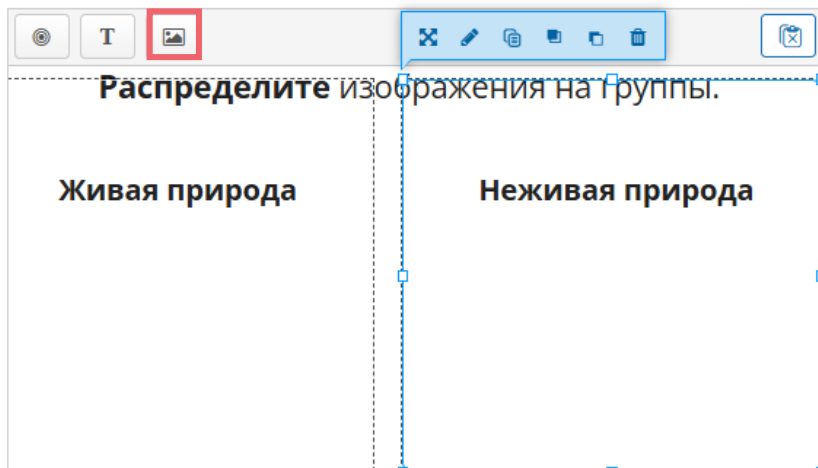 T
Распределите изображения на группы.
Живая природа
Неживая природа